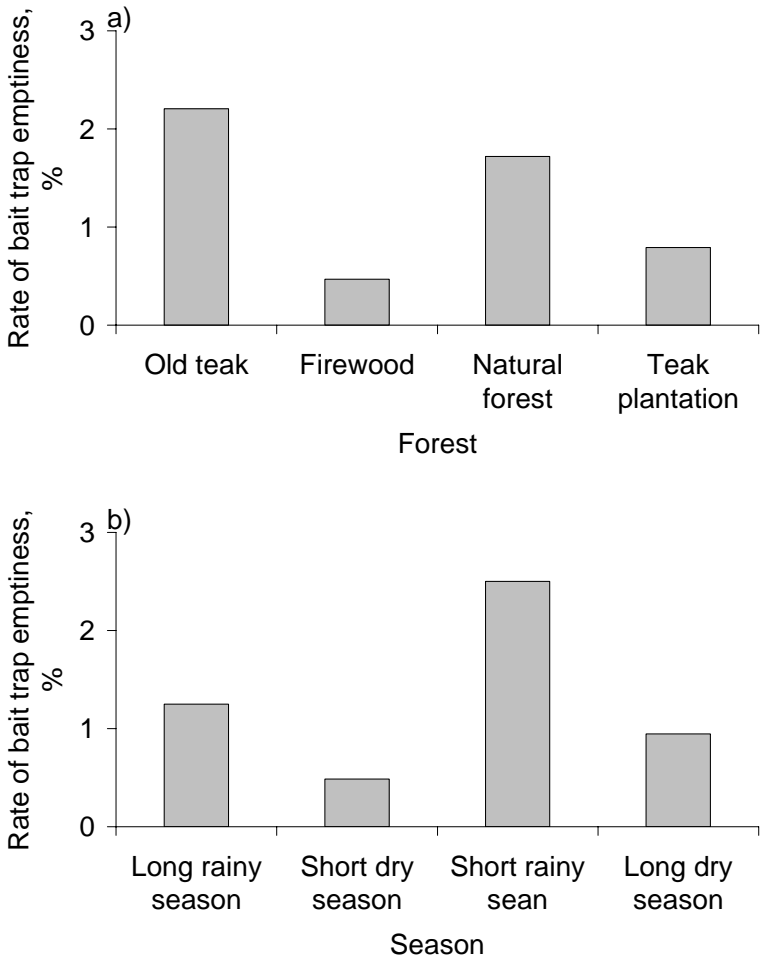 a)
Rate of bait trap emptiness,
%
3
2
1
0
Old teak
Firewood
Natural
forest
Teak
plantation
Forest
b)
Rate of bait trap emptiness,
%
3
2
1
0
Long rainy
season
Short dry
season
Short rainy
sean
Long dry
season
Season